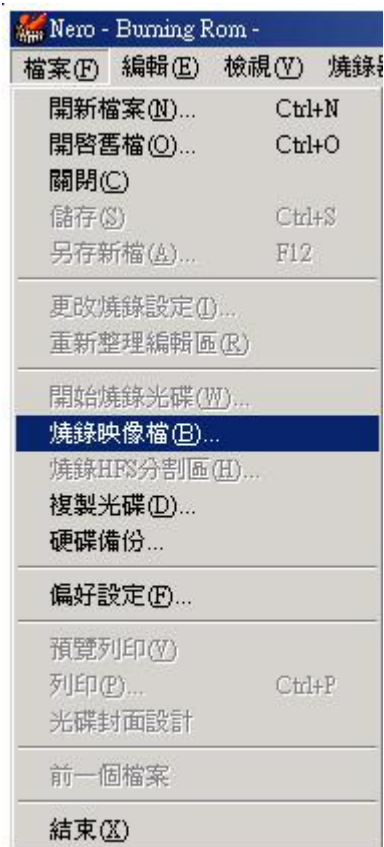 Nero - Burning Rom -
檔案(F) 編輯(E) 檢視(V) 燒錄
開新檔案(N)... Ctrl+N
開啓舊檔(O)... Ctrl+O
關閉(C)
儲存(S) Ctrl+S
另存新檔(A)... F12
更改燒錄設定(I)...
重新整理編輯區(R)
開始燒錄光碟(W)...
燒錄映像檔(B)...
燒錄HFS分割區(H)...
複製光碟(D)...
硬碟備份...
偏好設定(F)...
預覽列印(V)
列印(P)... Ctrl+P
光碟封面設計
前一個檔案
結束(X)